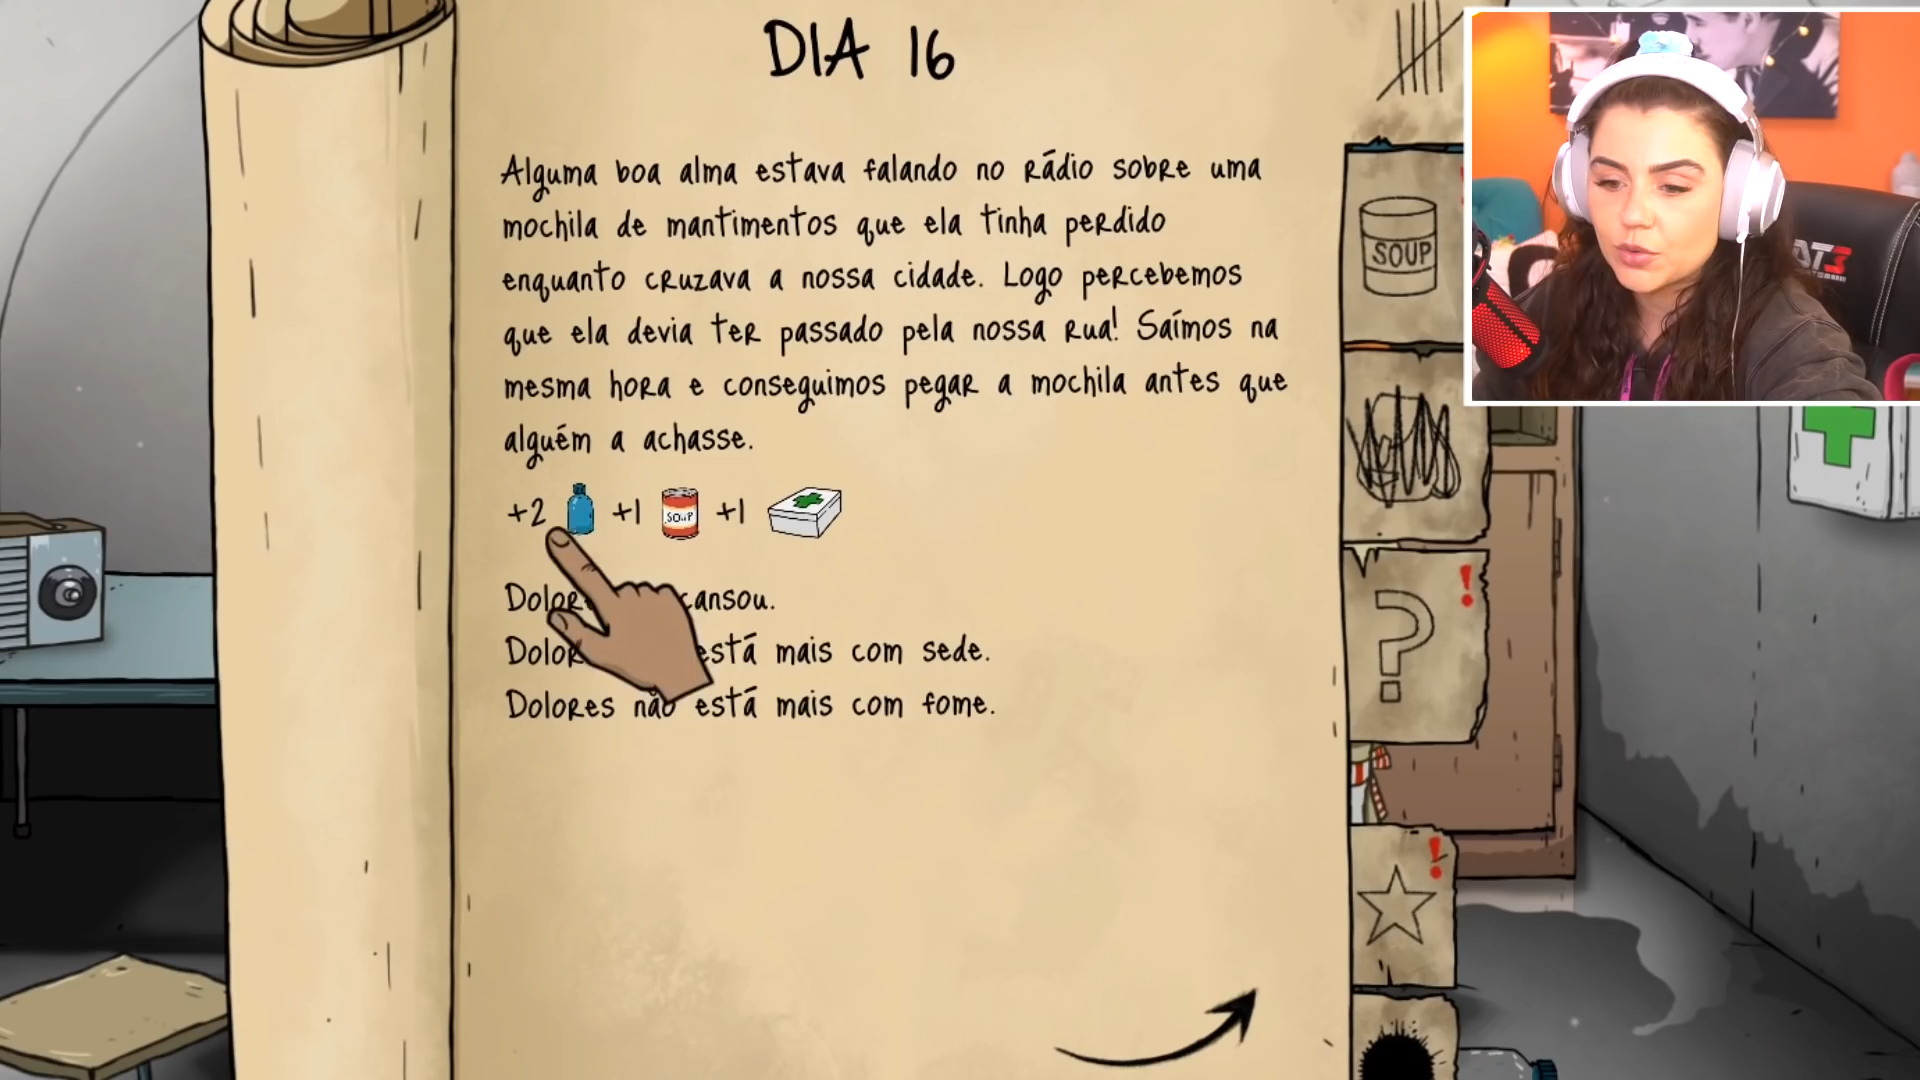 DIA 16
Alguma boa alma estava falando no rádio sobre uma
mochila de mantimentos que ela tinha perdido
enquanto cruzava a nossa cidade. Logo percebemos
que ela devia ter passado pela nossa rua! Saímos na
mesma hora e conseguimos pegar a mochila antes que
alguém a achasse.
+2 +1 SOUP +1
cansou.
está mais com sede.
Dolores não está mais com fome.
SOUP
?